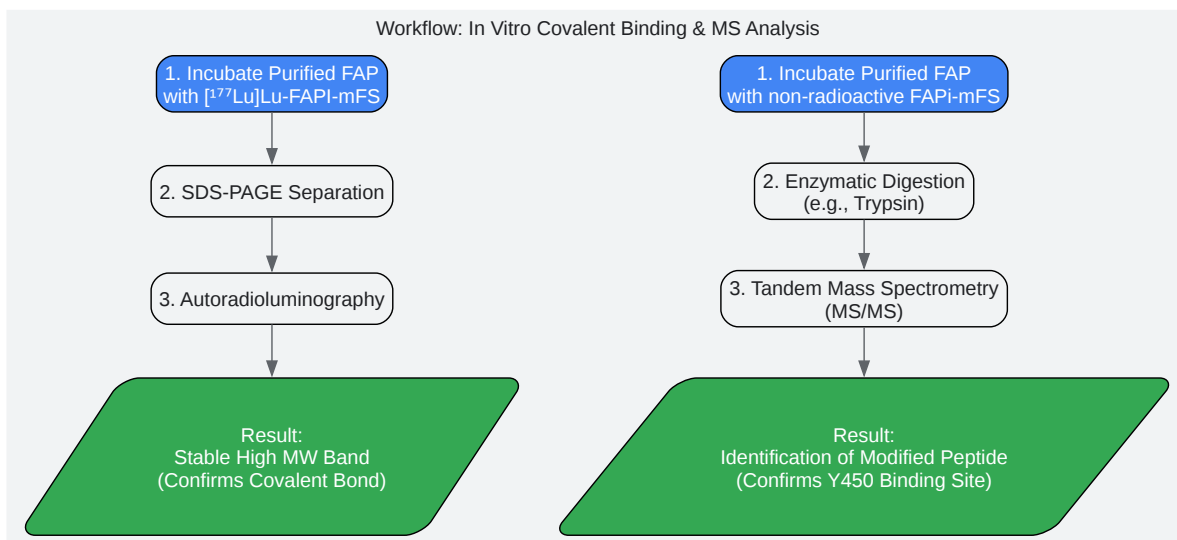 Workflow: In Vitro Covalent Binding & MS Analysis
1. Incubate Purified FAP
with [¹⁷⁷Lu]Lu-FAPI-mFS
2. SDS-PAGE Separation
3. Autoradioluminography
Result:
Stable High MW Band
(Confirms Covalent Bond)
1. Incubate Purified FAP
with non-radioactive FAPi-mFS
2. Enzymatic Digestion
(e.g., Trypsin)
3. Tandem Mass Spectrometry
(MS/MS)
Result:
Identification of Modified Peptide
(Confirms Y450 Binding Site)